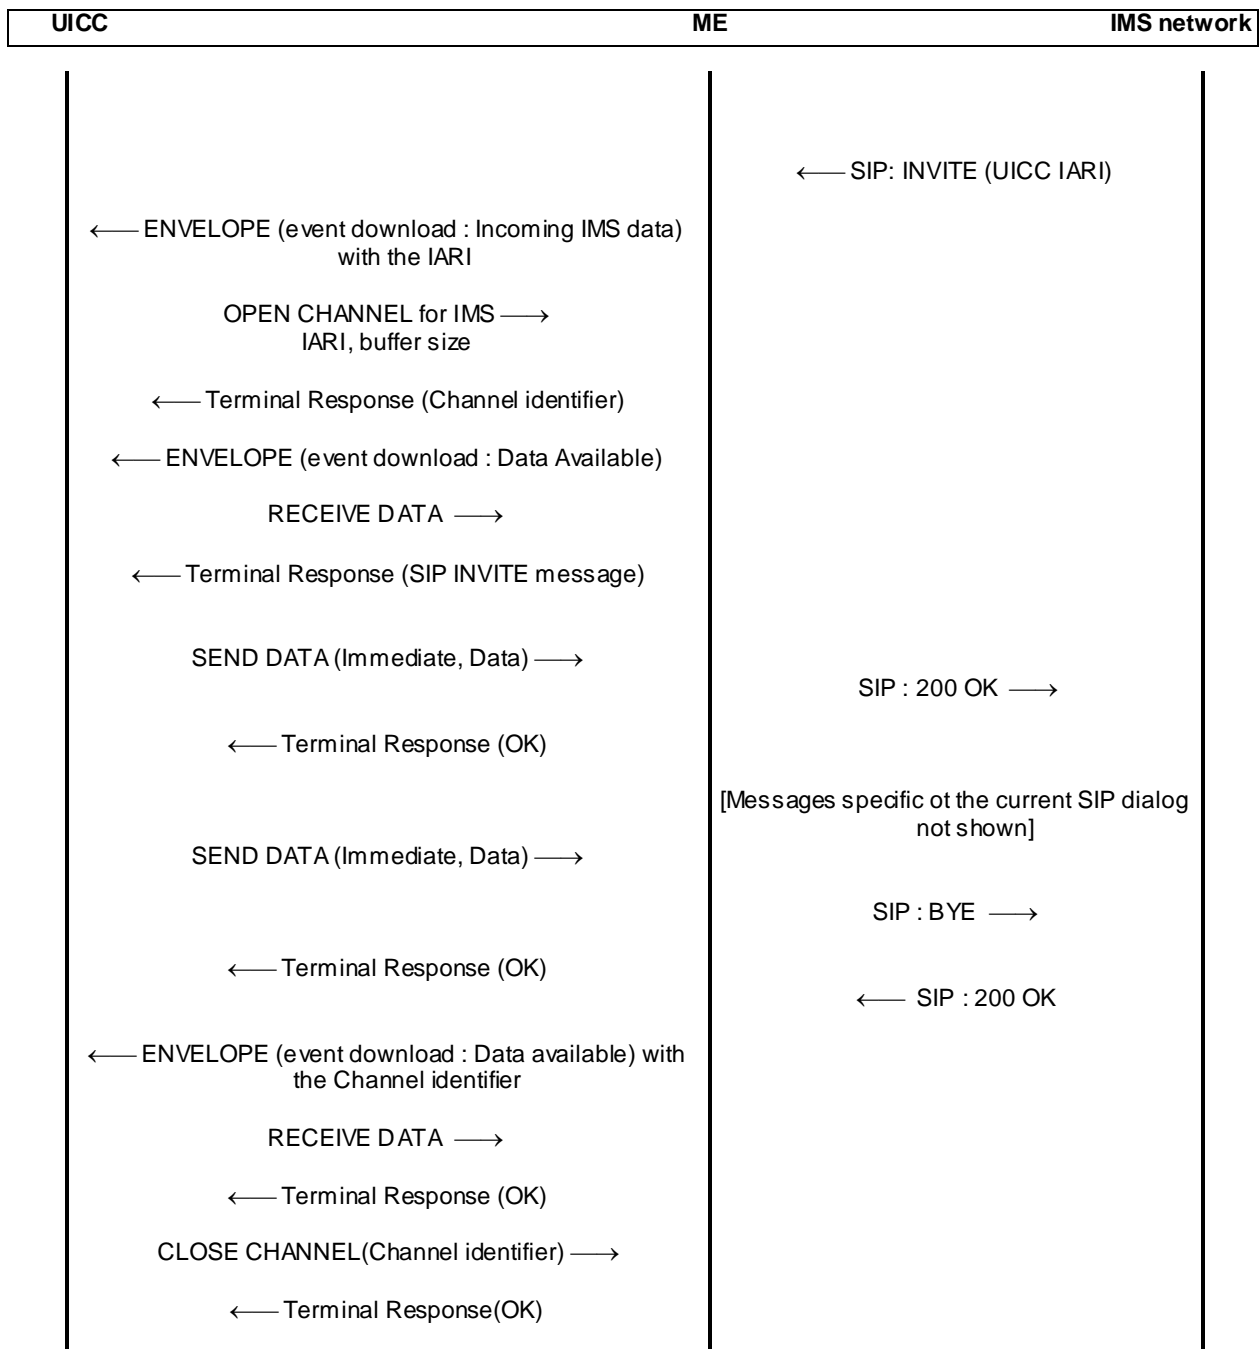 UICC ME IMS network
← SIP: INVITE (UICC IARI)
← ENVELOPE (event download : Incoming IMS data)
with the IARI
OPEN CHANNEL for IMS →
IARI, buffer size
← Terminal Response (Channel identifier)
← ENVELOPE (event download : Data Available)
RECEIVE DATA →
← Terminal Response (SIP INVITE message)
SEND DATA (Immediate, Data) →
SIP : 200 OK →
← Terminal Response (OK)
[Messages specific ot the current SIP dialog
not shown]
SEND DATA (Immediate, Data) →
SIP : BYE →
← Terminal Response (OK)
← SIP : 200 OK
← ENVELOPE (event download : Data available) with
the Channel identifier
RECEIVE DATA →
← Terminal Response (OK)
CLOSE CHANNEL(Channel identifier) →
← Terminal Response(OK)